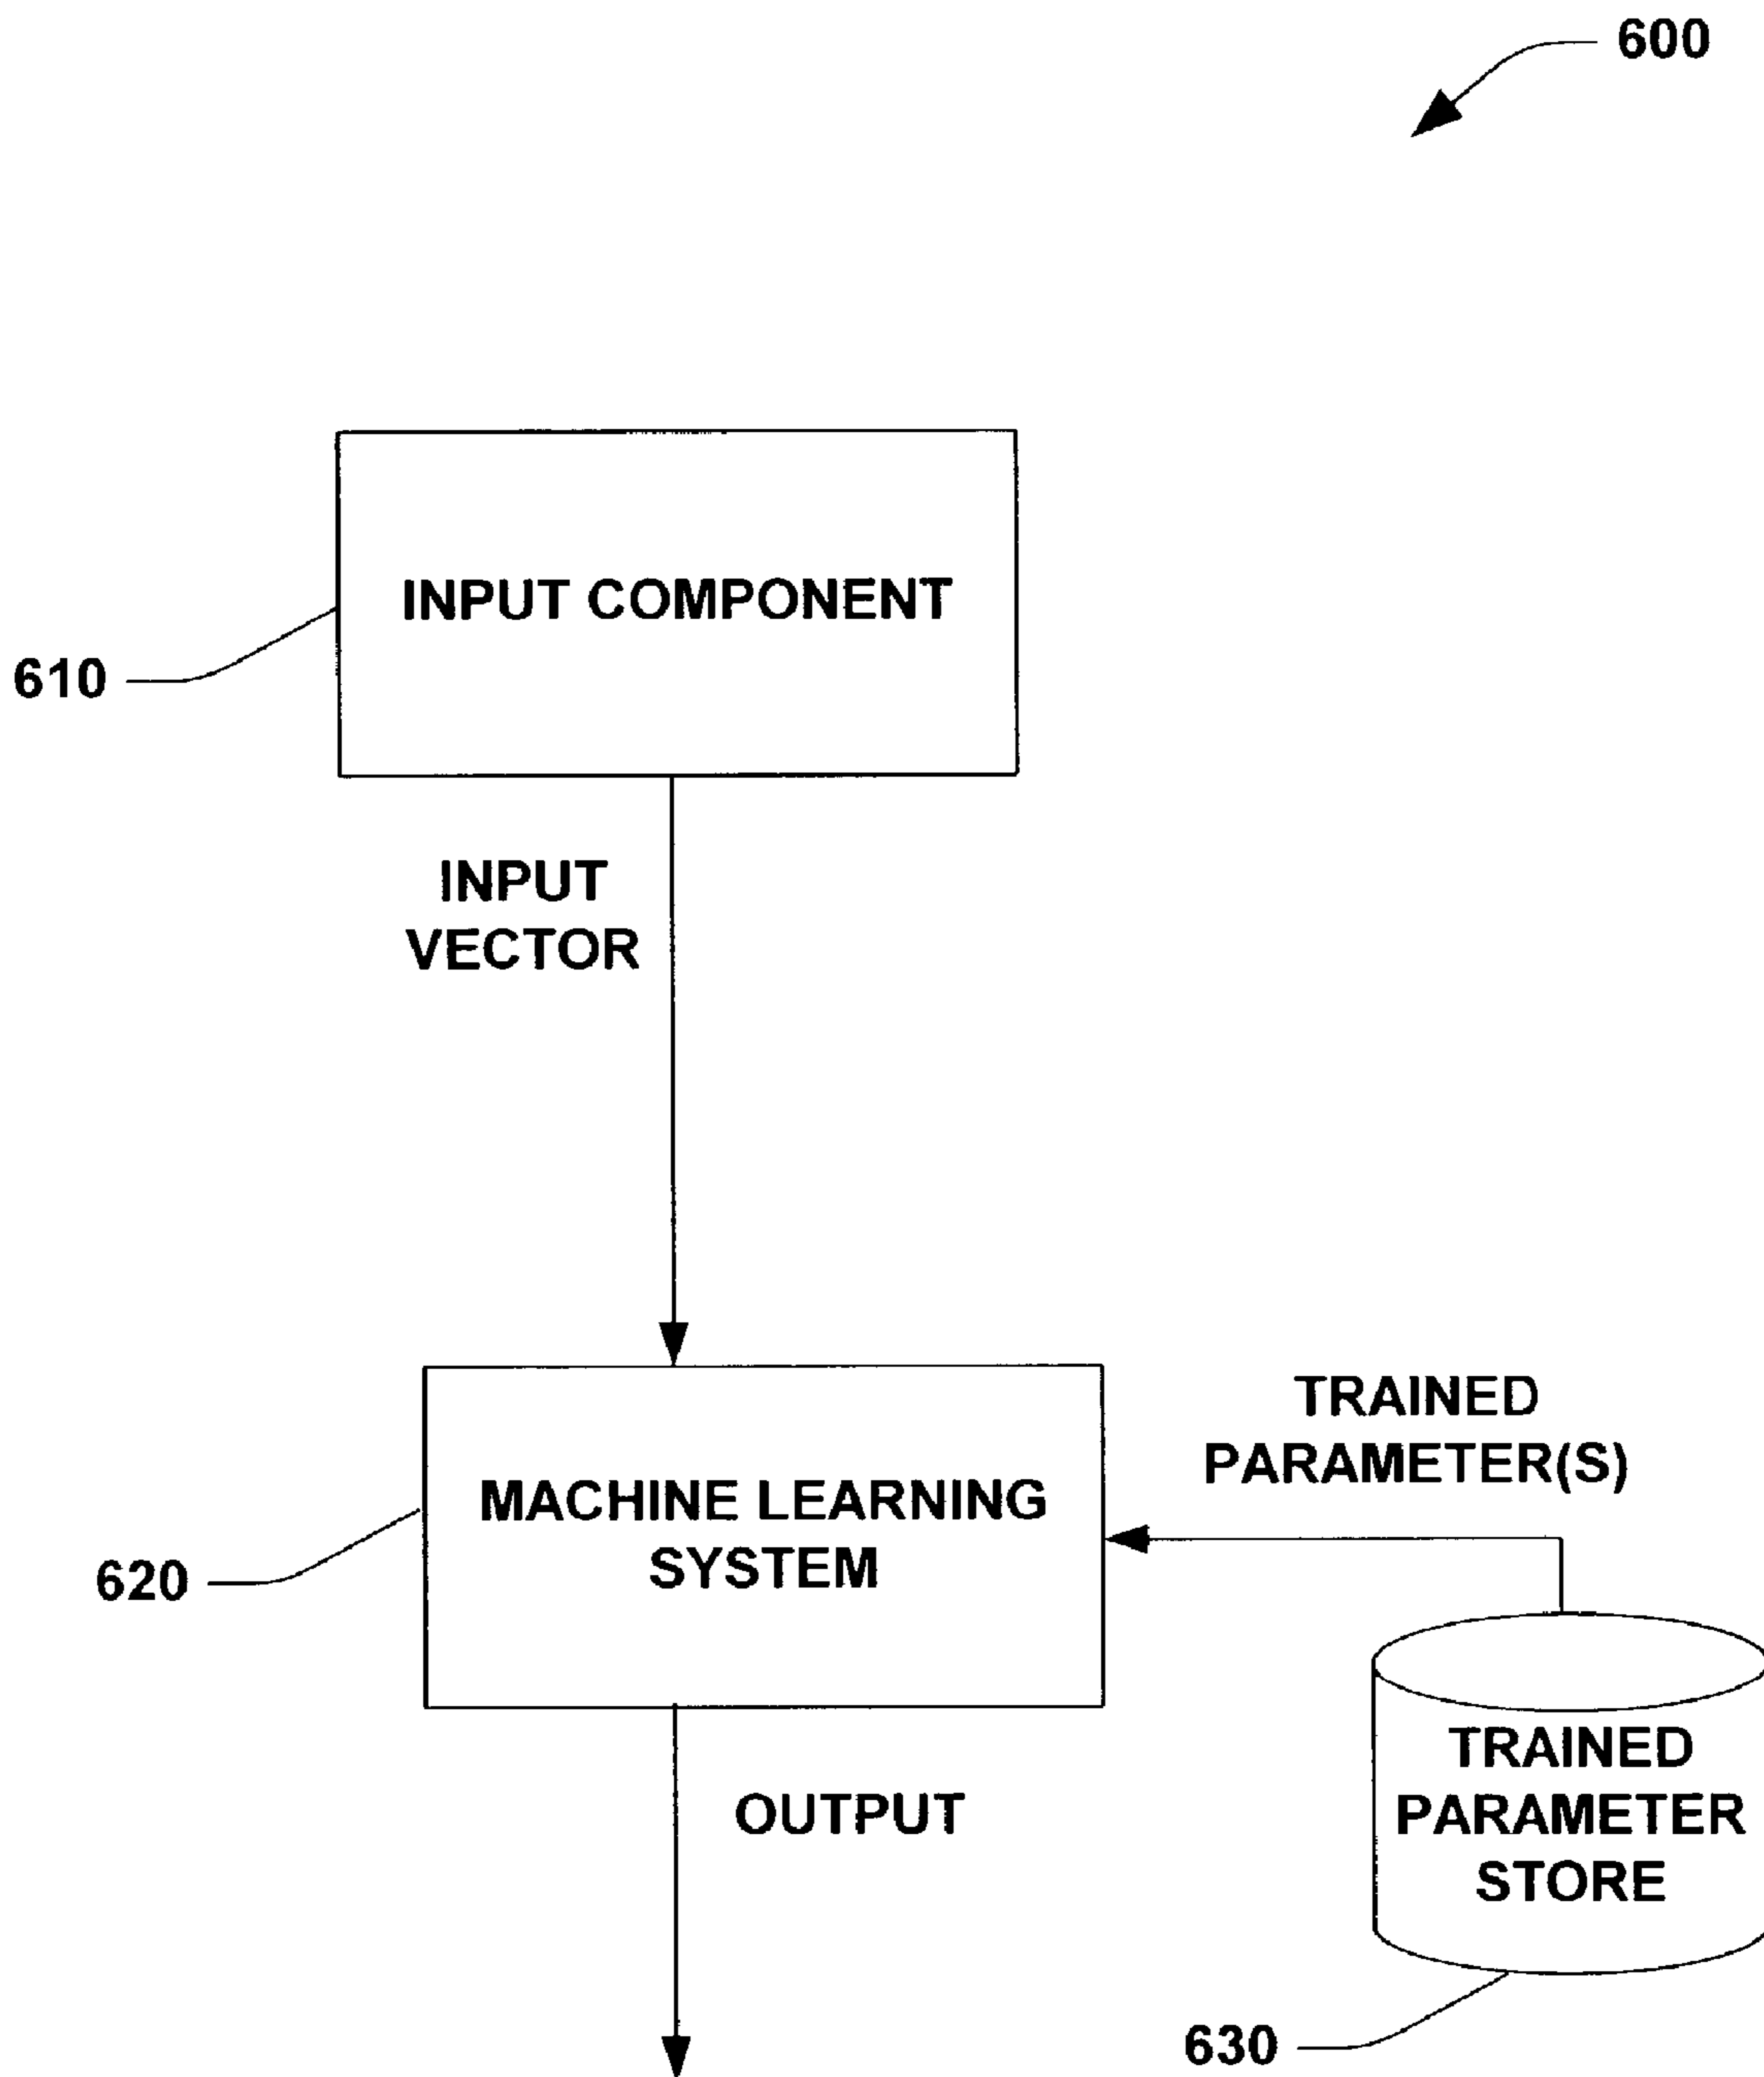 600
INPUT COMPONENT
610
INPUT
VECTOR
TRAINED
PARAMETER(S)
MACHINE LEARNING
SYSTEM
620
TRAINED
PARAMETER
STORE
OUTPUT
630